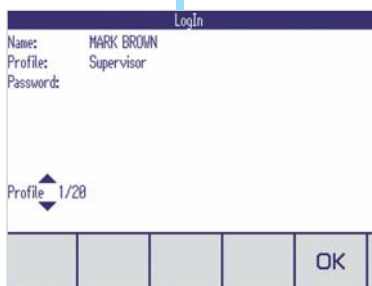 LogIn
Name: MARK BROWN
Profile: Supervisor
Password:
Profile 1/20
OK